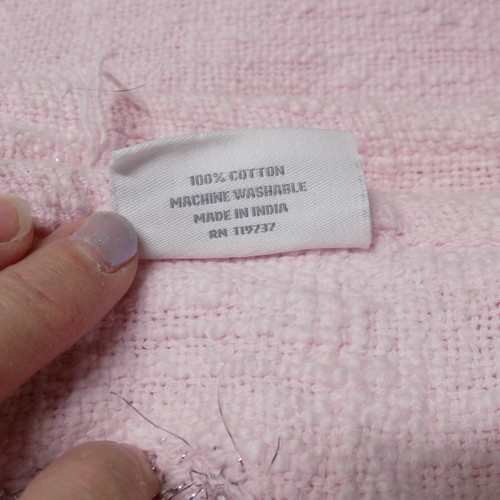 100% COTTON
MACHINE WASHABLE
MADE IN INDIA
RN 119737